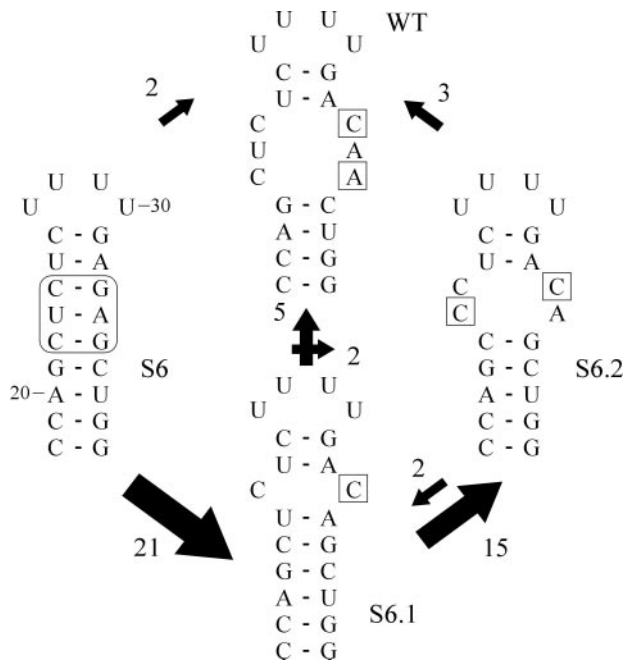 WT
U U
U U
C - G
U - A
C C
U A
C A
G - C
A - U
C - G
C - G
2
3
U U
U U–30
C - G
U - A
C - G
U - A
C - G
G - C
20–A - U
C - G
C - G
S6
U U
U U
C - G
U - A
C C
C A
C - G
G - C
A - U
C - G
C - G
S6.2
5
2
U U
U U
C - G
U - A
C C
U - A
C - G
G - C
A - U
C - G
C - G
S6.1
21
2
15